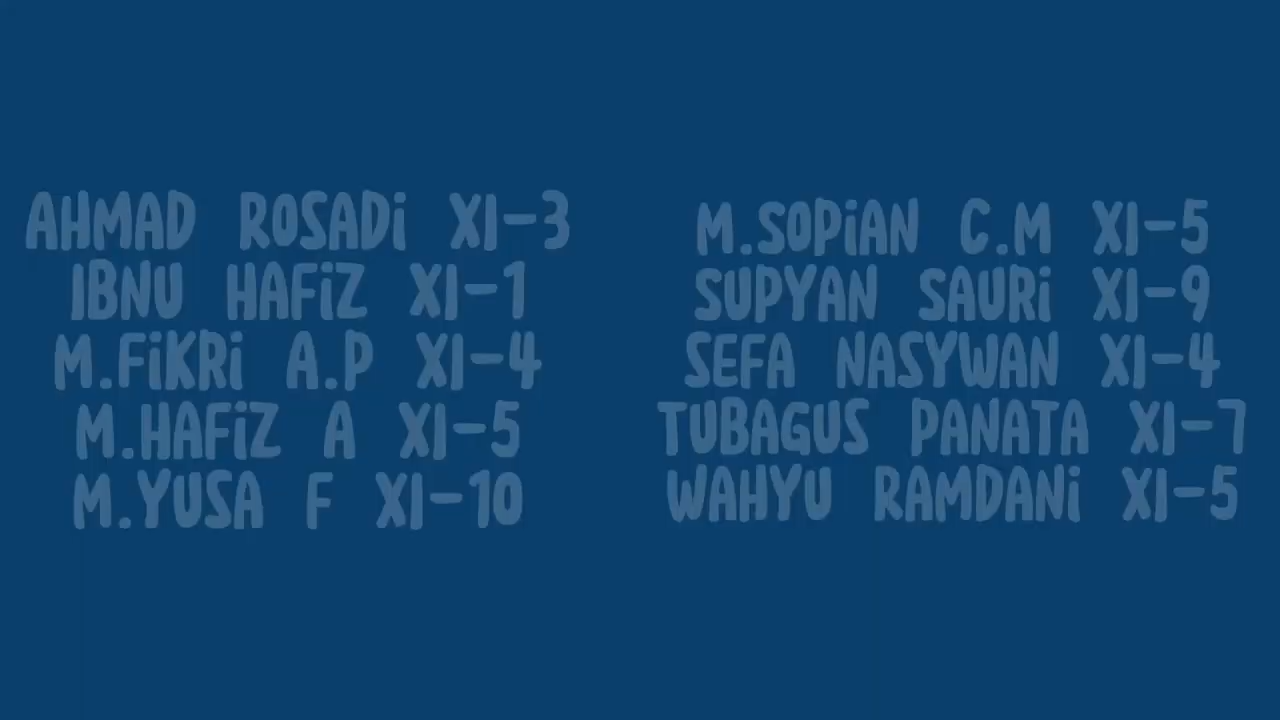 AHMAD ROSADi XI-3
IBNU HAFiZ XI-1
M.FiKRi A.P XI-4
M.HAFiZ A XI-5
M.YUSA F XI-10
M.SOPiAN C.M XI-5
SUPYAN SAURi XI-9
SEFA NASYWAN XI-4
TUBAGUS PANATA XI-7
WAHYU RAMDANi XI-5